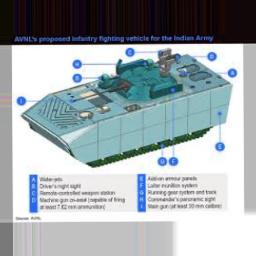 AVNL's proposed infantry fighting vehicle for the Indian Army
A Water-jets
B Driver's night sight
C Remote-controlled weapon station
D Machine gun co-axial (capable of firing
at least 7.62 mm ammunition)
E Add-on armour panels
F Loiter munition system
G Running gear system and track
H Commander's panoramic sight
I Main gun (at least 30 mm calibre)
Source: AVNL